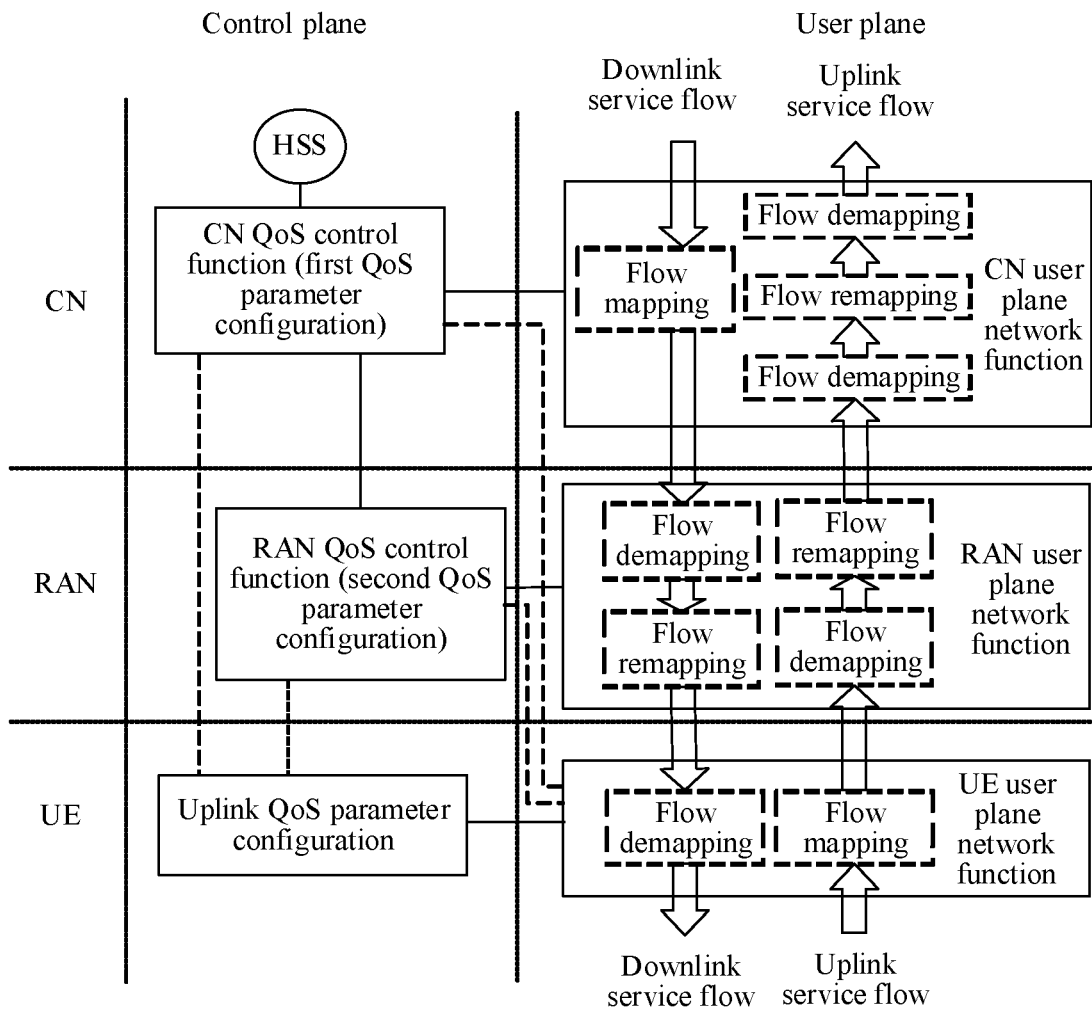 Control plane
User plane
Downlink
service flow
Uplink
service flow
HSS
CN
CN QoS control
function (first QoS
parameter
configuration)
Flow
mapping
Flow demapping
Flow remapping
Flow demapping
CN user
plane
network
function
RAN
RAN QoS control
function (second QoS
parameter
configuration)
Flow
demapping
Flow
remapping
Flow
remapping
Flow
demapping
RAN user
plane
network
function
UE
Uplink QoS parameter
configuration
Flow
demapping
Flow
mapping
UE user
plane
network
function
Downlink
service flow
Uplink
service flow